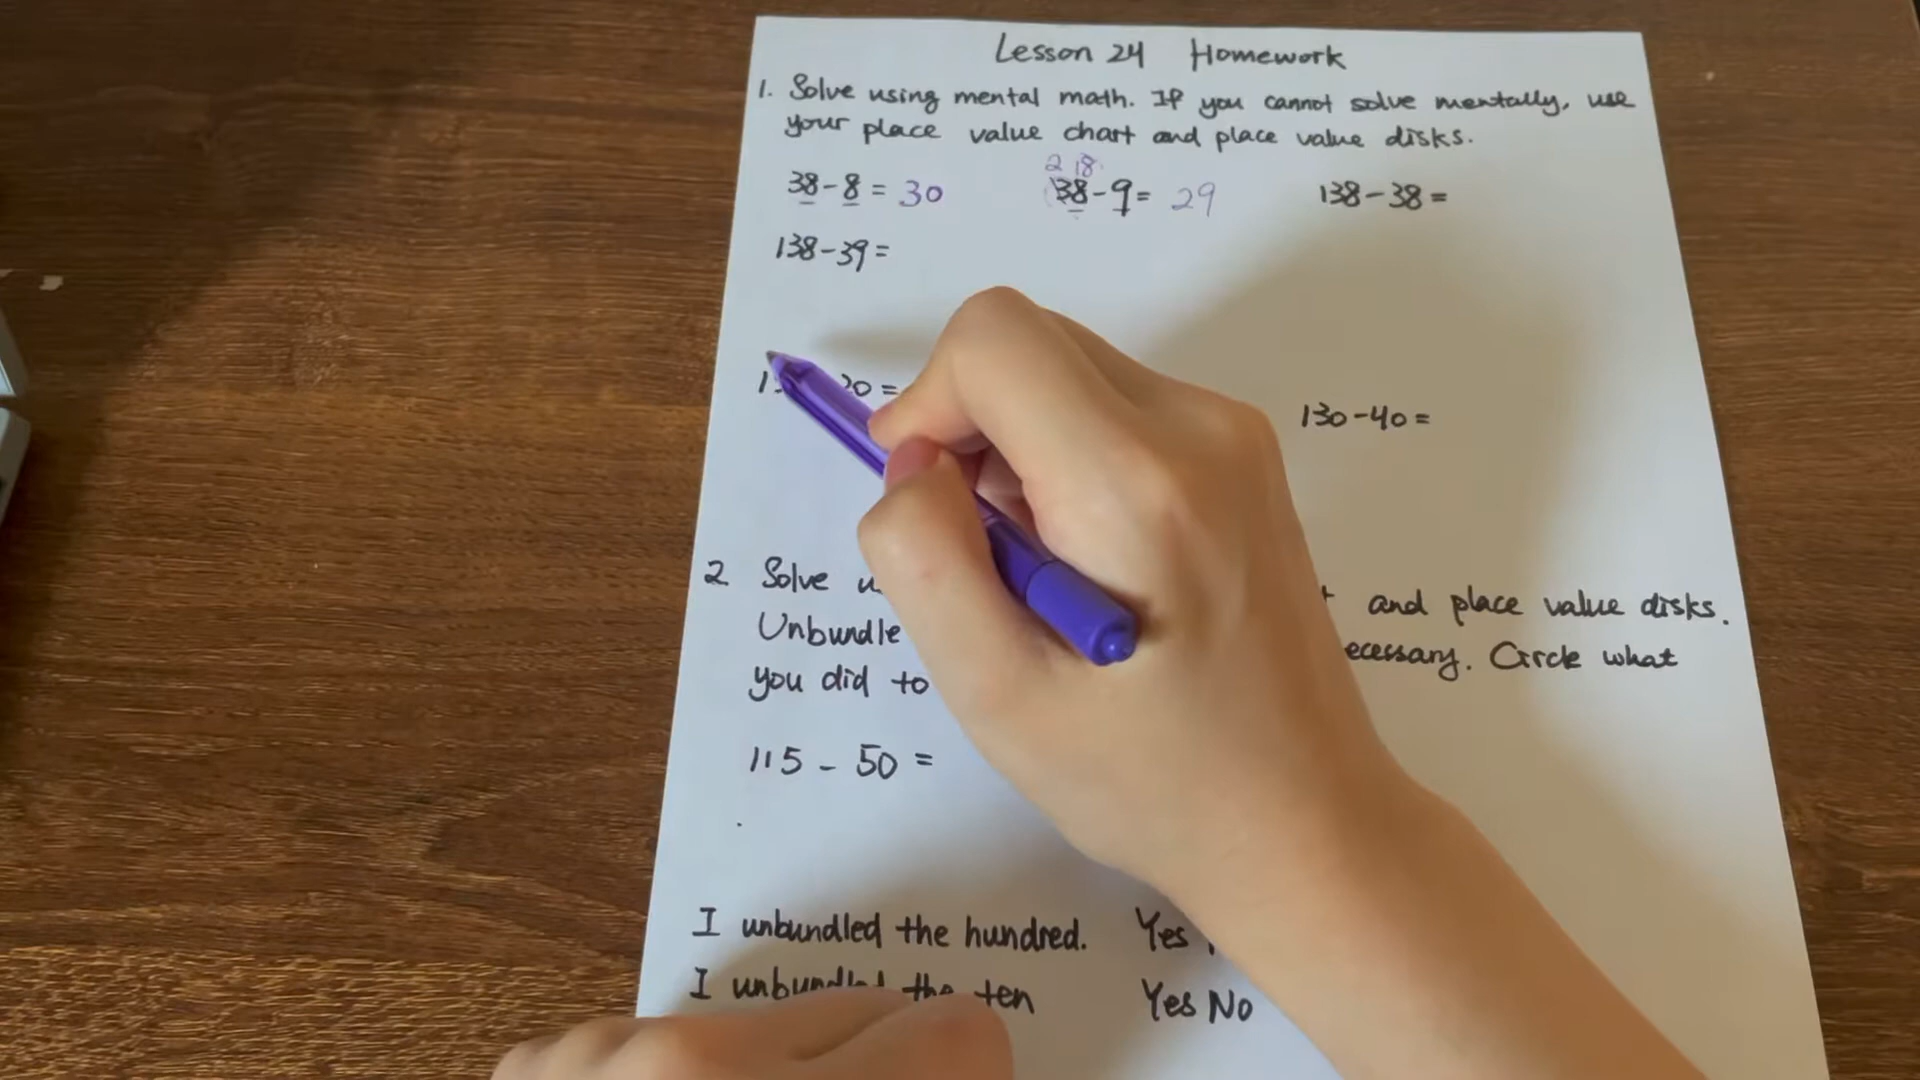 Lesson 24 Homework
1. Solve using mental math. If you cannot solve mentally, use
your place value chart and place value disks.
2 18
38-8 = 30 38-9= 29 138-38=
138-39=
130-40=
2 Solve and place value disks.
Unbundle Circle what
you did to
115 - 50 =
I unbundled the hundred. Yes
I unbundled the ten Yes No